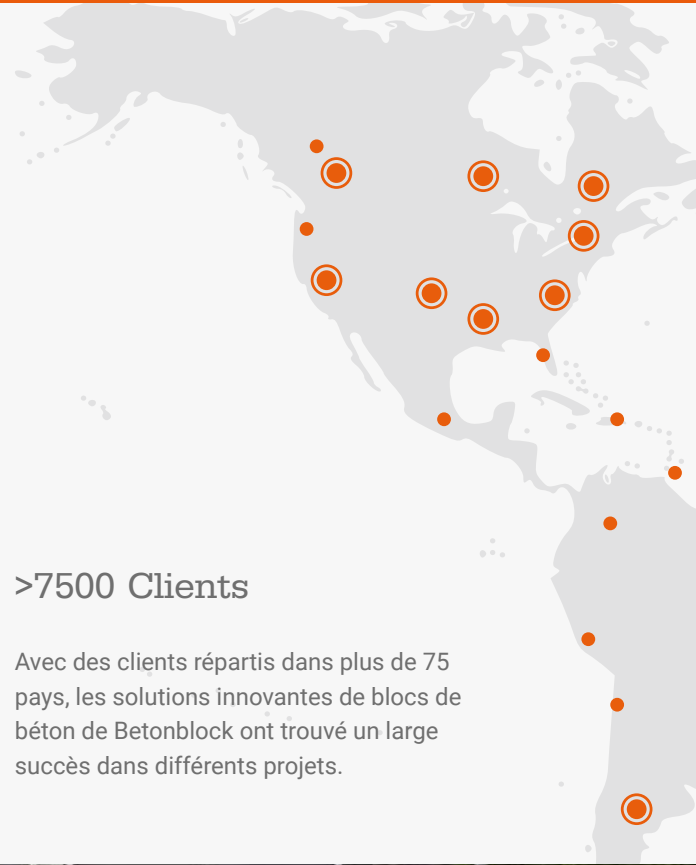 >7500 Clients
Avec des clients répartis dans plus de 75
pays, les solutions innovantes de blocs de
béton de Betonblock ont trouvé un large
succès dans différents projets.